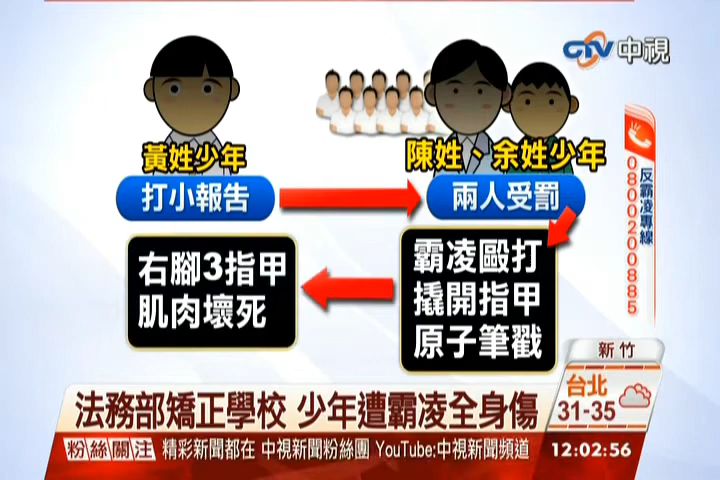 CTV中視
黃姓少年
陳姓、余姓少年
打小報告
兩人受罰
霸凌毆打
撬開指甲
原子筆戳
右腳3指甲
肌肉壞死
反霸凌專線
0800200885
新竹
台北
31-35
法務部矯正學校 少年遭霸凌全身傷
粉絲關注
精彩新聞都在 中視新聞粉絲團 YouTube:中視新聞頻道
12:02:56